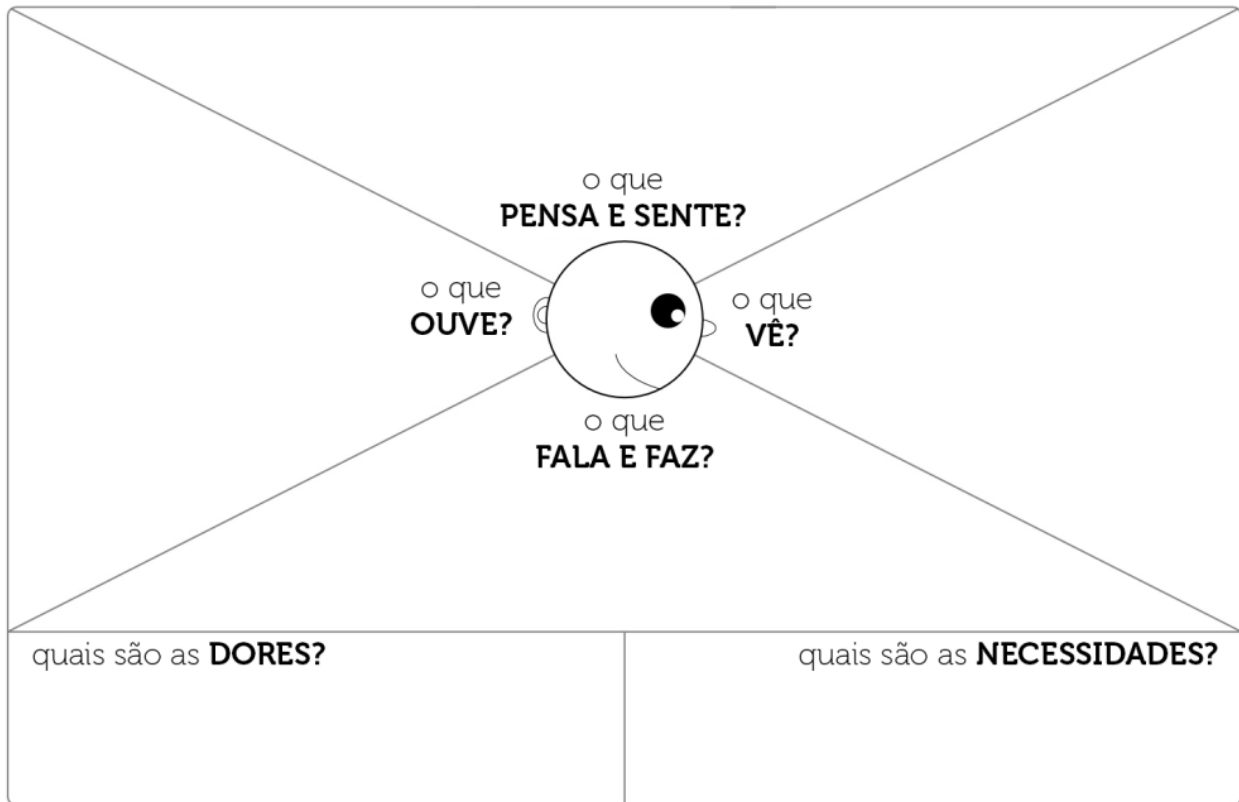 o que
PENSA E SENTE?
o que
OUVE?
o que
VÊ?
o que
FALA E FAZ?
quais são as DORES?
quais são as NECESSIDADES?